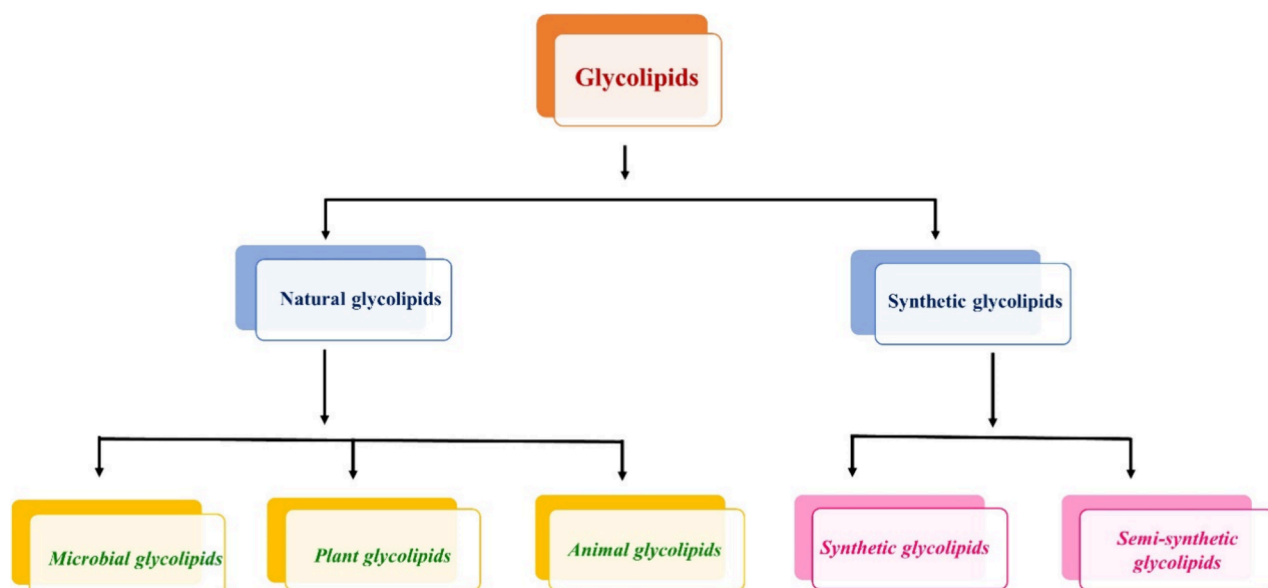 Glycolipids
Natural glycolipids
Synthetic glycolipids
Microbial glycolipids
Plant glycolipids
Animal glycolipids
Synthetic glycolipids
Semi-synthetic
glycolipids